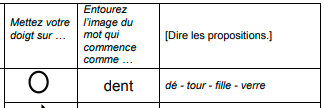 Mettez votre
doigt sur …
Entourez
l'image du
mot qui
commence
comme …
[Dire les propositions.]
dent
dé - tour - fille - verre